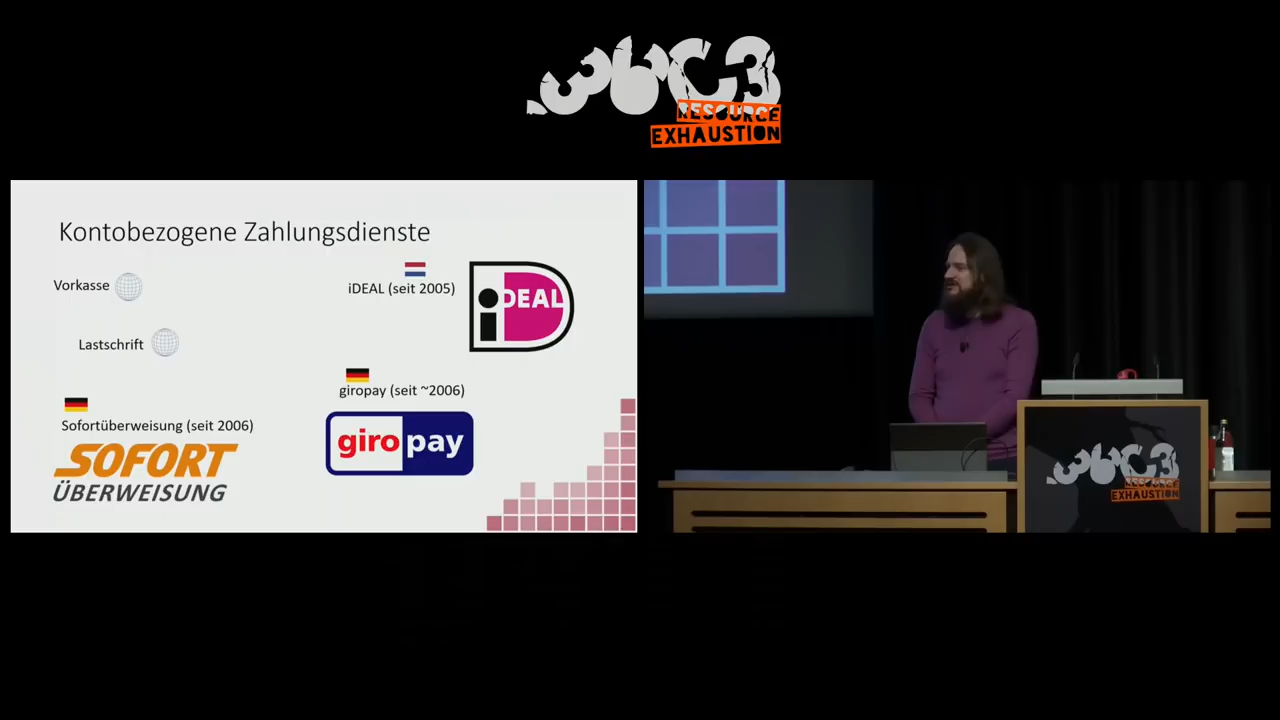 36C3
RESOURCE
EXHAUSTION
Kontobezogene Zahlungsdienste
Vorkasse
Lastschrift
Sofortüberweisung (seit 2006)
SOFORT
ÜBERWEISUNG
iDEAL (seit 2005)
iDEAL
giropay (seit ~2006)
giropay
36C3
RESOURCE
EXHAUSTION